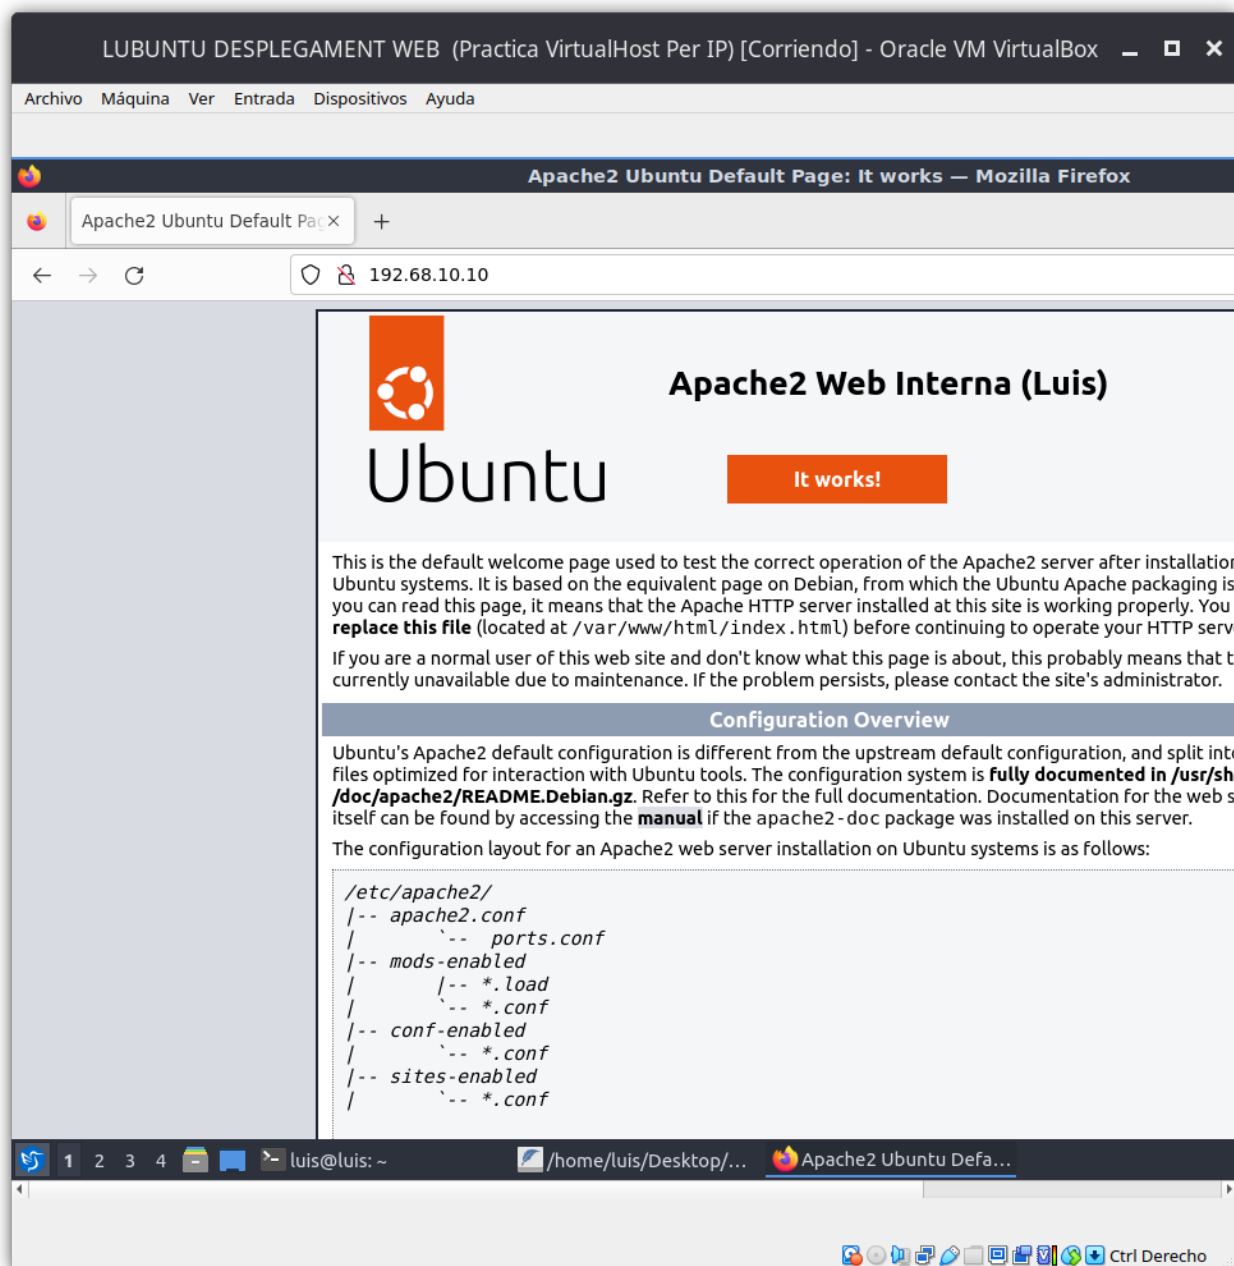 LUBUNTU DESPLEGAMENT WEB (Practica VirtualHost Per IP) [Corriendo] - Oracle VM VirtualBox
Archivo Máquina Ver Entrada Dispositivos Ayuda
Apache2 Ubuntu Default Page: It works — Mozilla Firefox
Apache2 Ubuntu Default Pag
192.68.10.10
Apache2 Web Interna (Luis)
Ubuntu
It works!
This is the default welcome page used to test the correct operation of the Apache2 server after installation
Ubuntu systems. It is based on the equivalent page on Debian, from which the Ubuntu Apache packaging is
you can read this page, it means that the Apache HTTP server installed at this site is working properly. You
replace this file (located at /var/www/html/index.html) before continuing to operate your HTTP serve
If you are a normal user of this web site and don't know what this page is about, this probably means that t
currently unavailable due to maintenance. If the problem persists, please contact the site's administrator.
Configuration Overview
Ubuntu's Apache2 default configuration is different from the upstream default configuration, and split into
files optimized for interaction with Ubuntu tools. The configuration system is fully documented in /usr/sh
/doc/apache2/README.Debian.gz. Refer to this for the full documentation. Documentation for the web s
itself can be found by accessing the manual if the apache2-doc package was installed on this server.
The configuration layout for an Apache2 web server installation on Ubuntu systems is as follows:
/etc/apache2/
|-- apache2.conf
|       `--  ports.conf
|-- mods-enabled
|       |-- *.load
|       `-- *.conf
|-- conf-enabled
|       `-- *.conf
|-- sites-enabled
|       `-- *.conf
1 2 3 4 luis@luis: ~ /home/luis/Desktop/... Apache2 Ubuntu Defa...
Ctrl Derecho